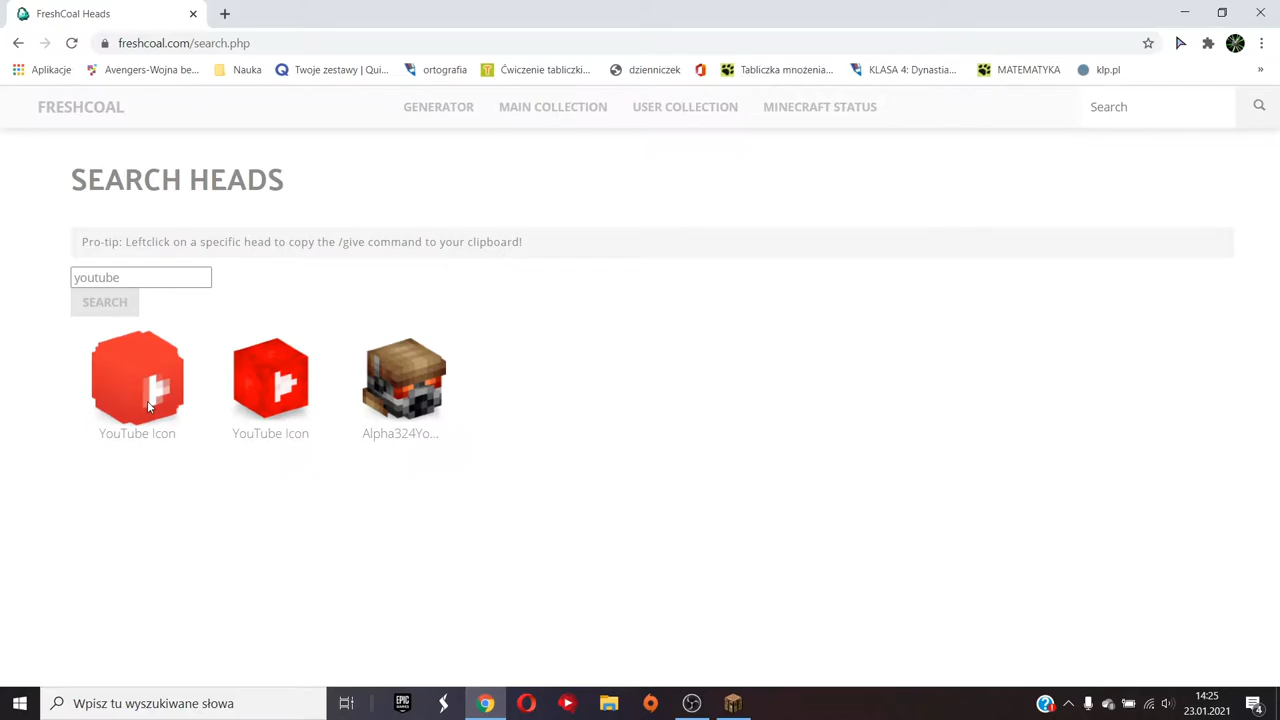 FreshCoal Heads
freshcoal.com/search.php
Aplikacje
Avengers-Wojna be...
Nauka
Twoje zestawy | Qui...
ortografia
Ćwiczenie tabliczki...
dzienniczek
Tabliczka mnożenia...
KLASA 4: Dynastia...
MATEMATYKA
klp.pl
»
FRESHCOAL
GENERATOR
MAIN COLLECTION
USER COLLECTION
MINECRAFT STATUS
Search
SEARCH HEADS
Pro-tip: Leftclick on a specific head to copy the /give command to your clipboard!
youtube
SEARCH
YouTube Icon
YouTube Icon
Alpha324Yo...
Wpisz tu wyszukiwane słowa
EPIC GAMES
14:25
23.01.2021
4